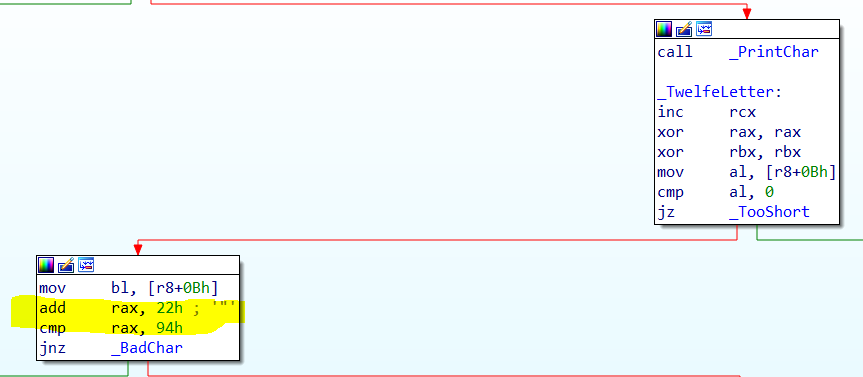 call _PrintChar
_TwelfeLetter:
inc rcx
xor rax, rax
xor rbx, rbx
mov al, [r8+0Bh]
cmp al, 0
jz _TooShort
mov bl, [r8+0Bh]
add rax, 22h ; '"'
cmp rax, 94h
jnz _BadChar